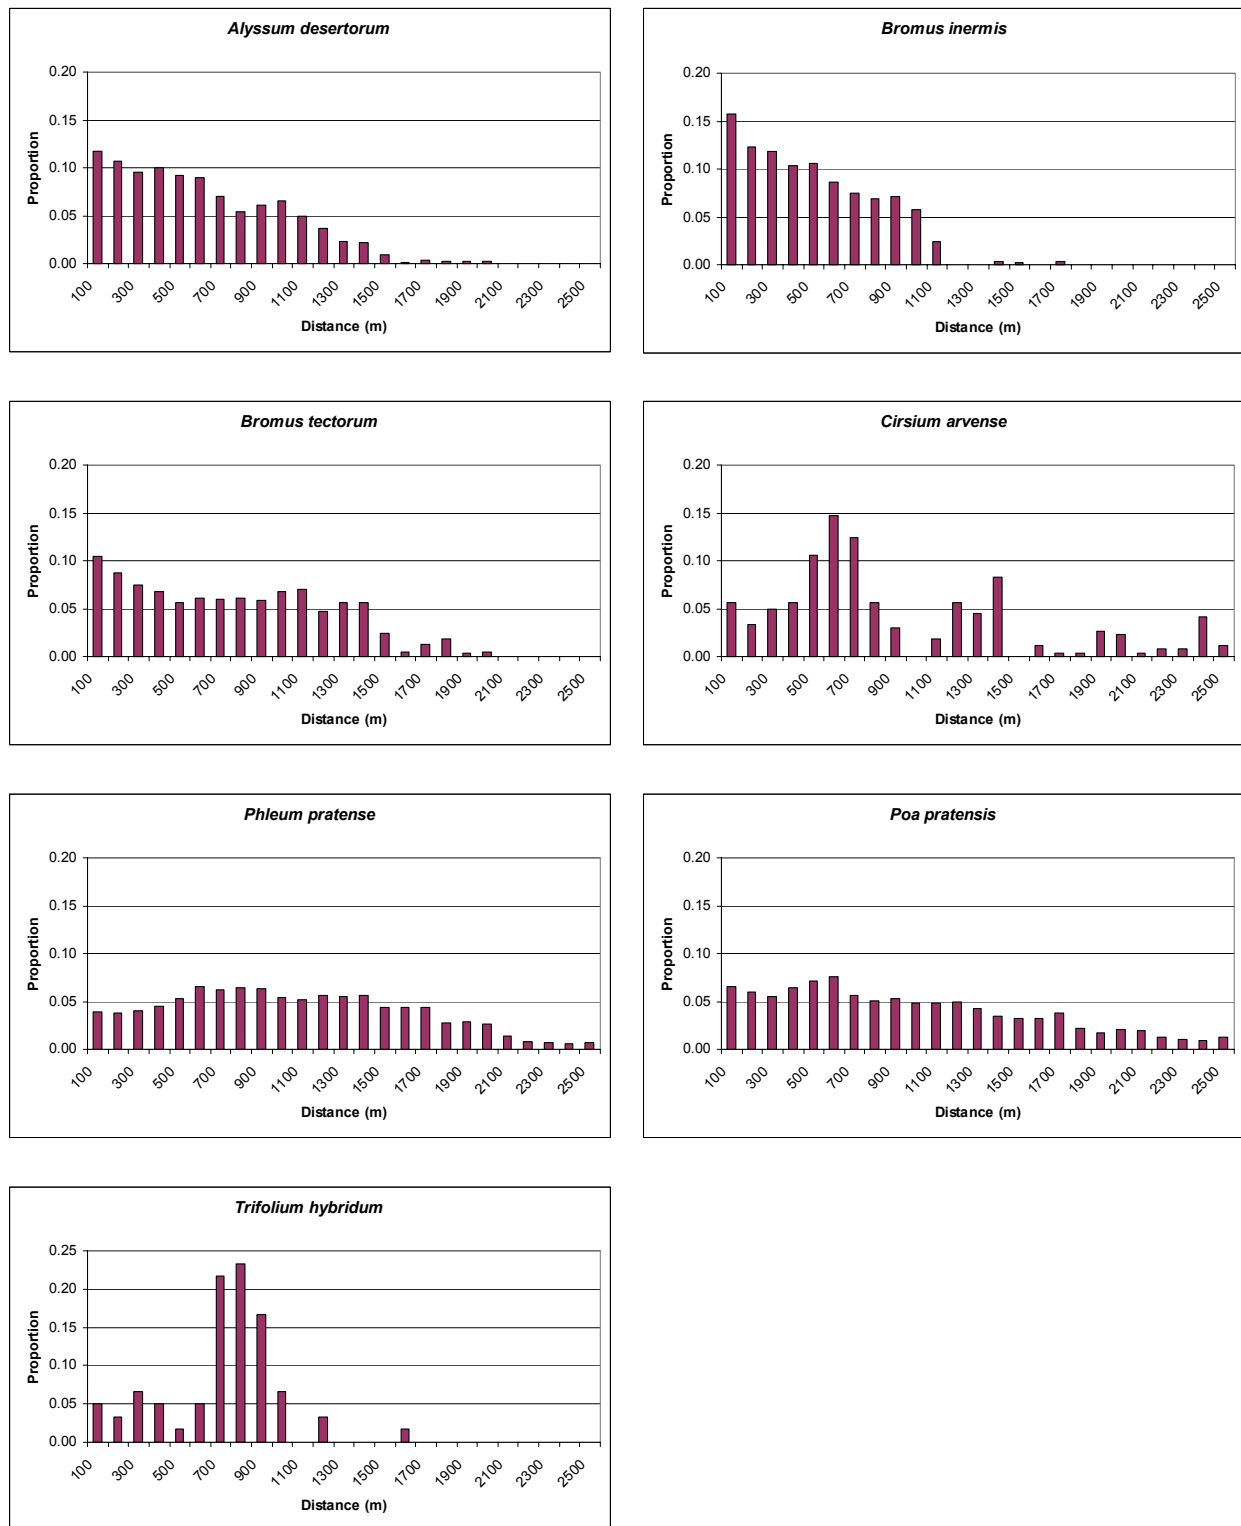 Alyssum desertorum
0.20
0.15
0.10
0.05
0.00
Proportion
100 300 500 700 900 1100 1300 1500 1700 1900 2100 2300 2500
Distance (m)
Bromus inermis
0.20
0.15
0.10
0.05
0.00
Proportion
100 300 500 700 900 1100 1300 1500 1700 1900 2100 2300 2500
Distance (m)
Bromus tectorum
0.20
0.15
0.10
0.05
0.00
Proportion
100 300 500 700 900 1100 1300 1500 1700 1900 2100 2300 2500
Distance (m)
Cirsium arvense
0.20
0.15
0.10
0.05
0.00
Proportion
100 300 500 700 900 1100 1300 1500 1700 1900 2100 2300 2500
Distance (m)
Phleum pratense
0.20
0.15
0.10
0.05
0.00
Proportion
100 300 500 700 900 1100 1300 1500 1700 1900 2100 2300 2500
Distance (m)
Poa pratensis
0.20
0.15
0.10
0.05
0.00
Proportion
100 300 500 700 900 1100 1300 1500 1700 1900 2100 2300 2500
Distance (m)
Trifolium hybridum
0.25
0.20
0.15
0.10
0.05
0.00
Proportion
100 300 500 700 900 1100 1300 1500 1700 1900 2100 2300 2500
Distance (m)